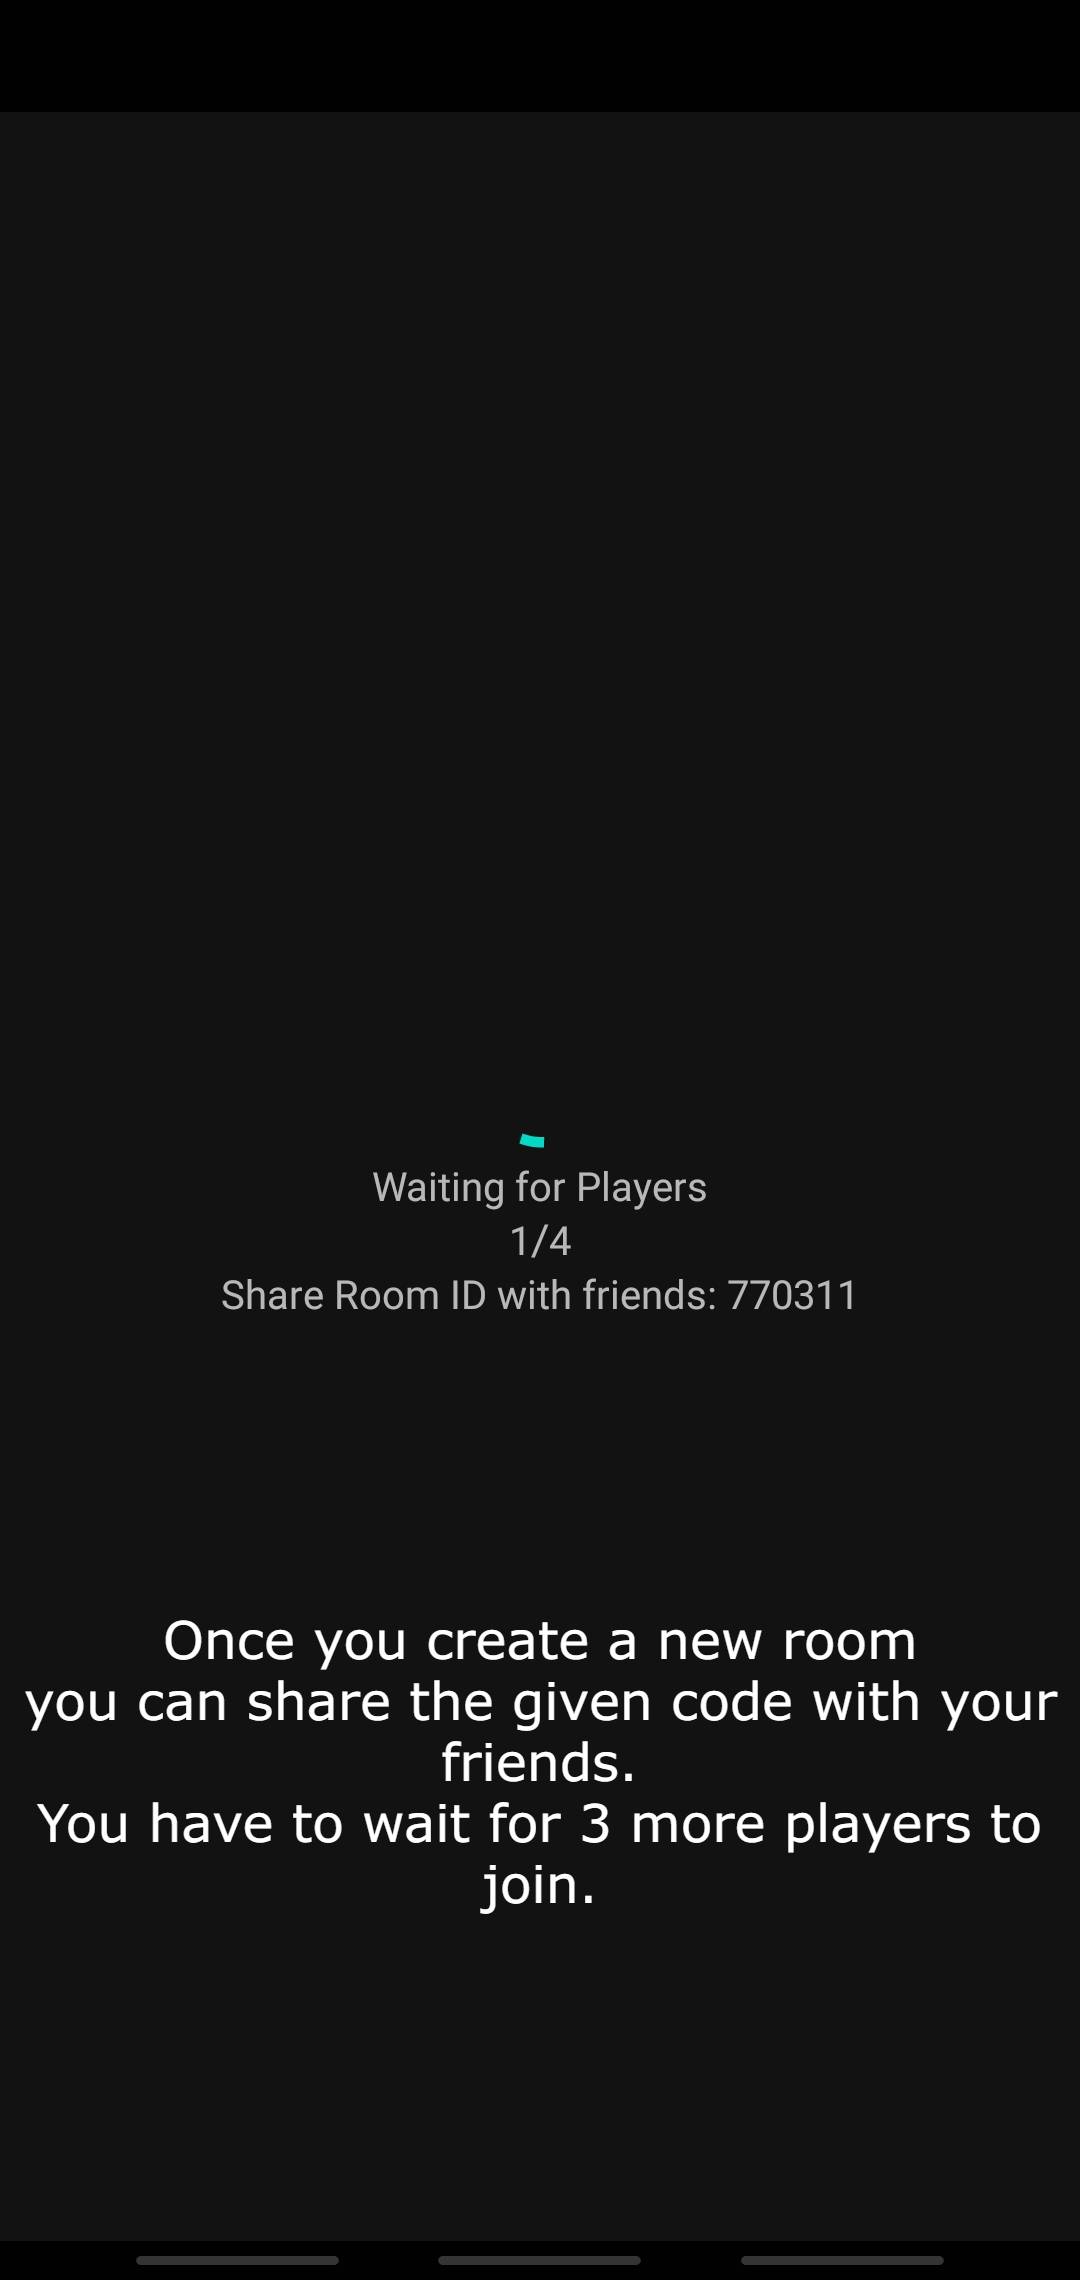 Waiting for Players
1/4
Share Room ID with friends: 770311
Once you create a new room
you can share the given code with your
friends.
You have to wait for 3 more players to
join.